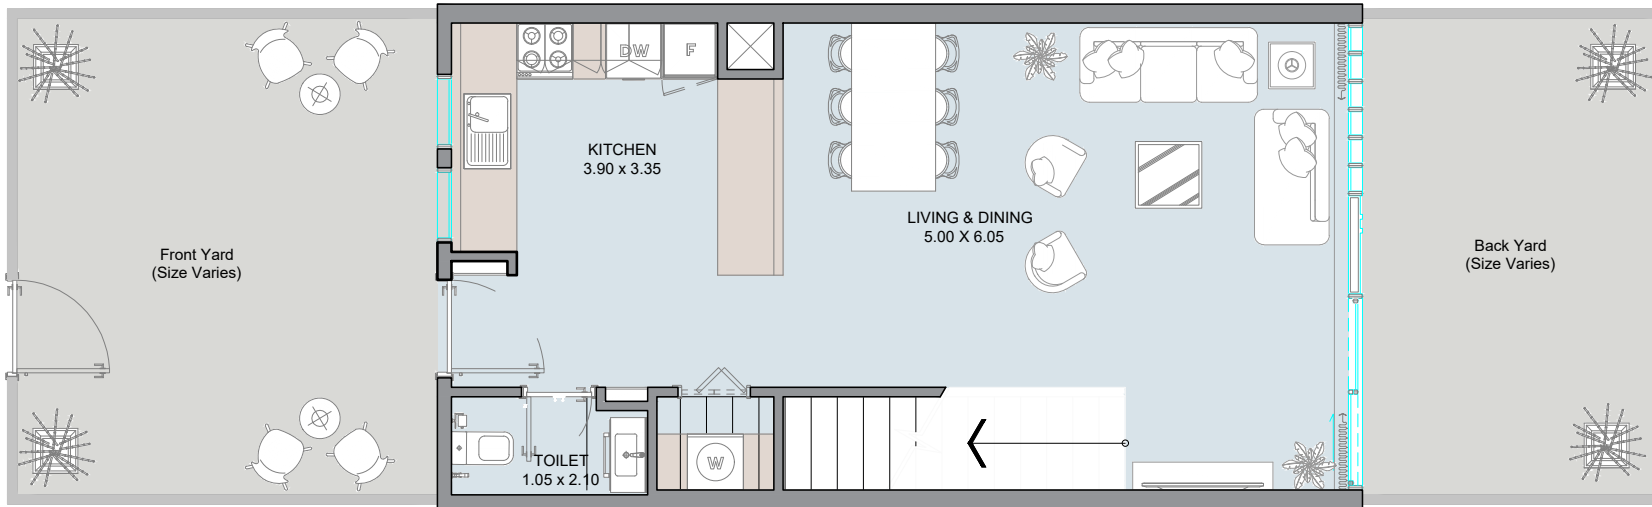 DW
F
KITCHEN
3.90 x 3.35
LIVING & DINING
5.00 X 6.05
Front Yard
(Size Varies)
Back Yard
(Size Varies)
TOILET
1.05 x 2.10
W